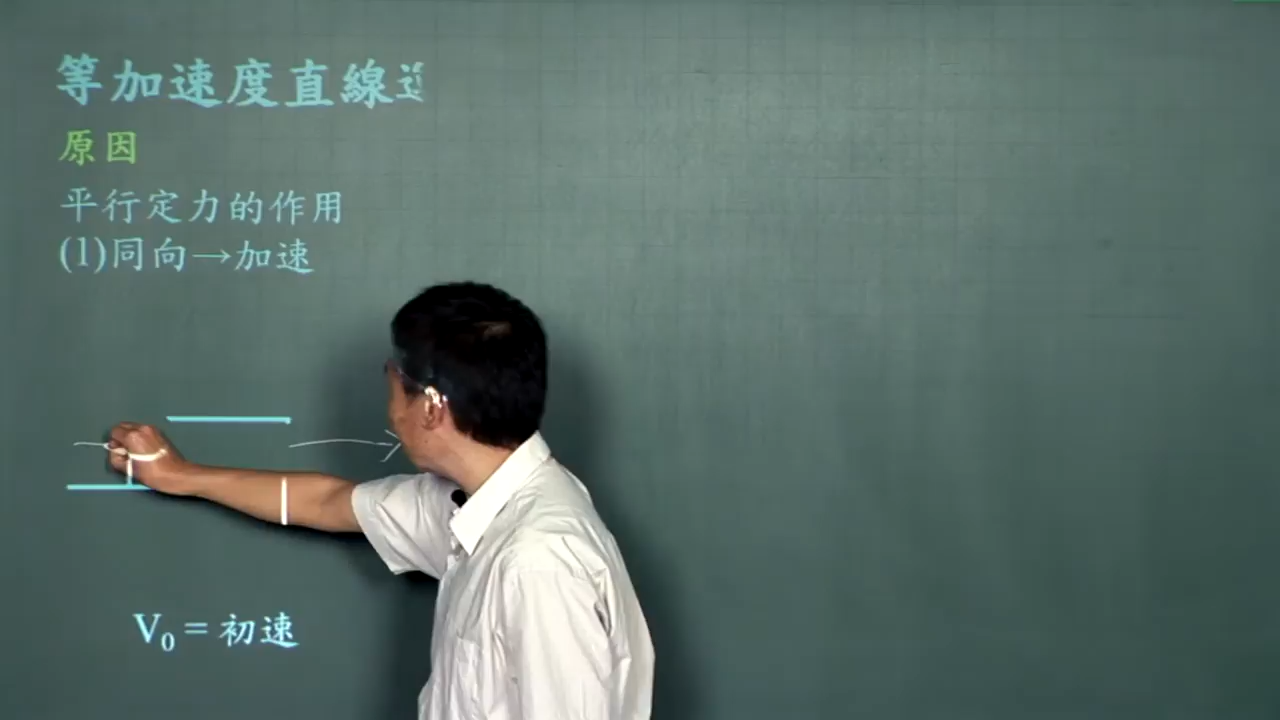 等加速度直線
原因
平行定力的作用
(1)同向→加速
V₀ = 初速